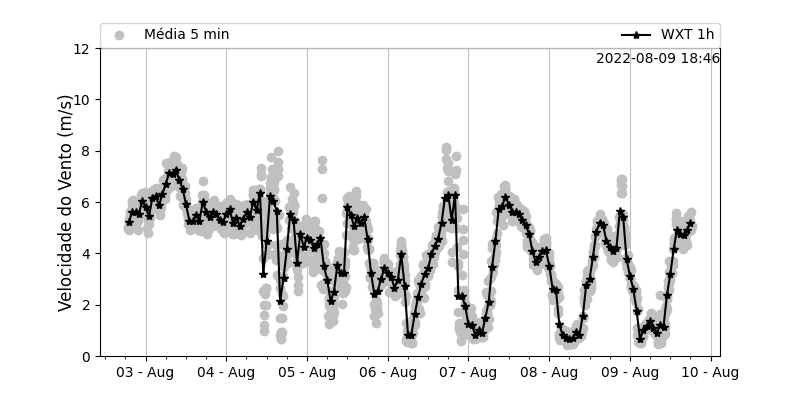 Média 5 min
WXT 1h
2022-08-09 18:46
Velocidade do Vento (m/s)
12
10
8
6
4
2
0
03 - Aug 04 - Aug 05 - Aug 06 - Aug 07 - Aug 08 - Aug 09 - Aug 10 - Aug